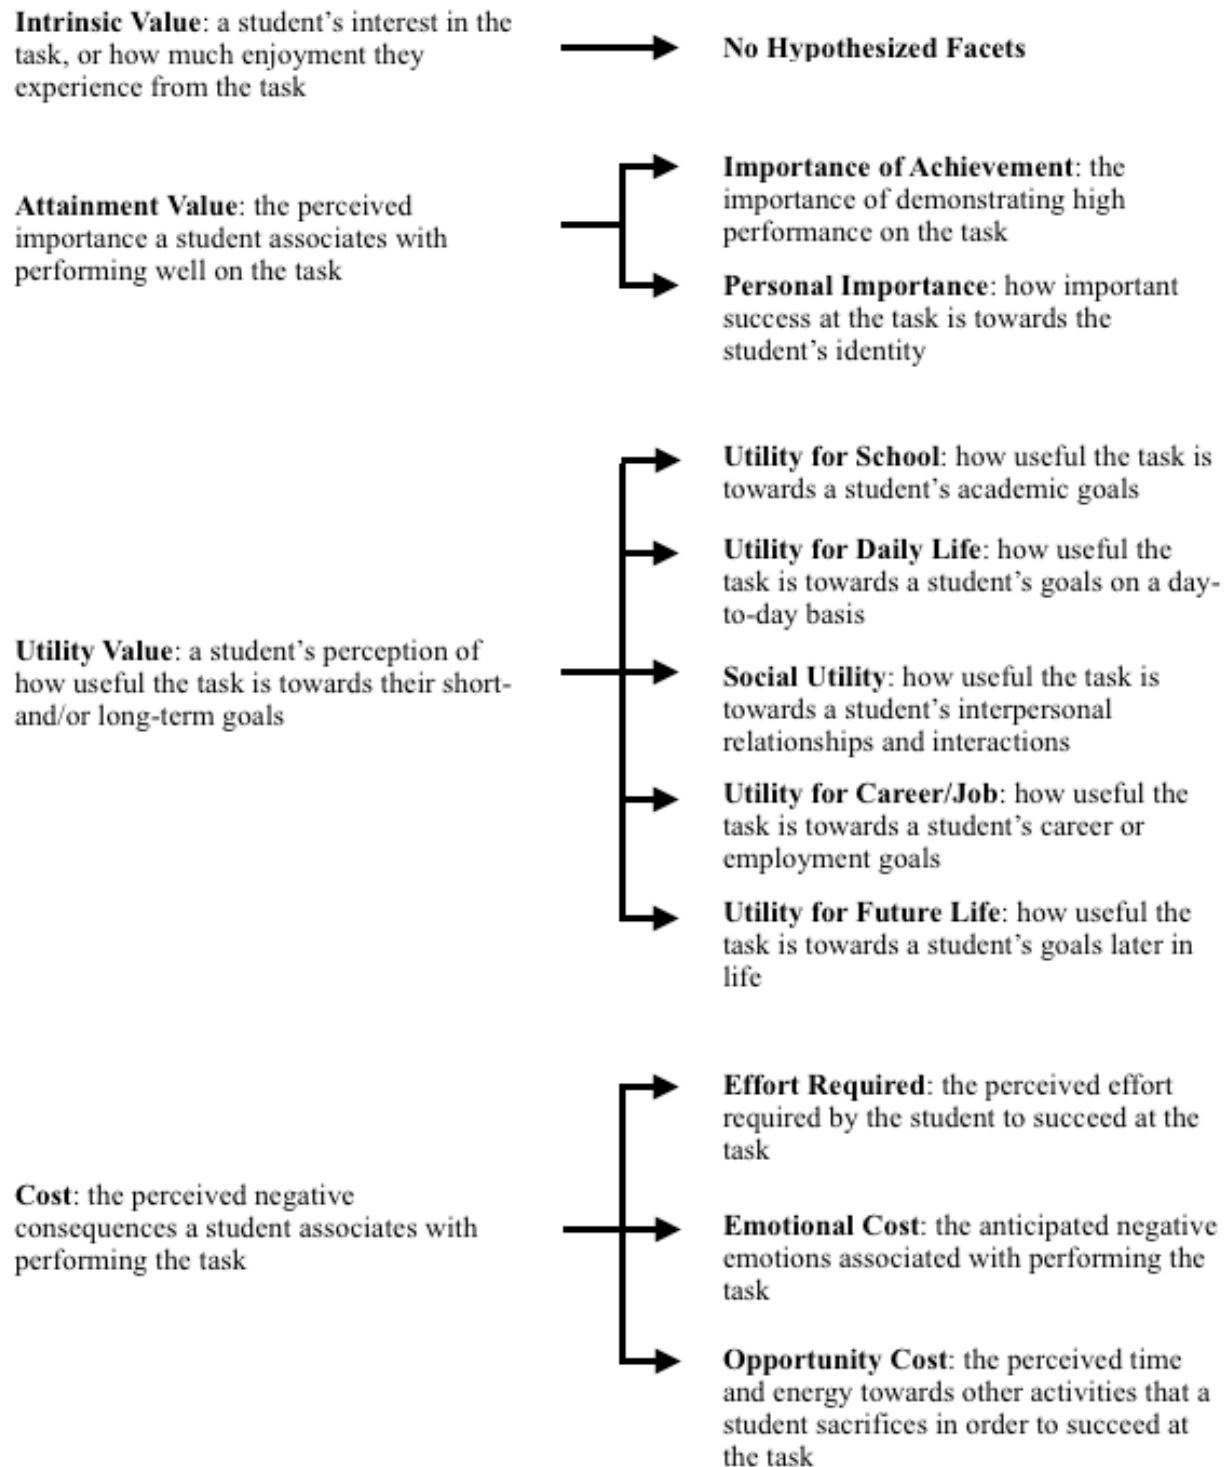 Intrinsic Value: a student's interest in the
task, or how much enjoyment they
experience from the task
No Hypothesized Facets
Attainment Value: the perceived
importance a student associates with
performing well on the task
Importance of Achievement: the
importance of demonstrating high
performance on the task
Personal Importance: how important
success at the task is towards the
student's identity
Utility Value: a student's perception of
how useful the task is towards their short-
and/or long-term goals
Utility for School: how useful the task is
towards a student's academic goals
Utility for Daily Life: how useful the
task is towards a student's goals on a day-
to-day basis
Social Utility: how useful the task is
towards a student's interpersonal
relationships and interactions
Utility for Career/Job: how useful the
task is towards a student's career or
employment goals
Utility for Future Life: how useful the
task is towards a student's goals later in
life
Cost: the perceived negative
consequences a student associates with
performing the task
Effort Required: the perceived effort
required by the student to succeed at the
task
Emotional Cost: the anticipated negative
emotions associated with performing the
task
Opportunity Cost: the perceived time
and energy towards other activities that a
student sacrifices in order to succeed at
the task